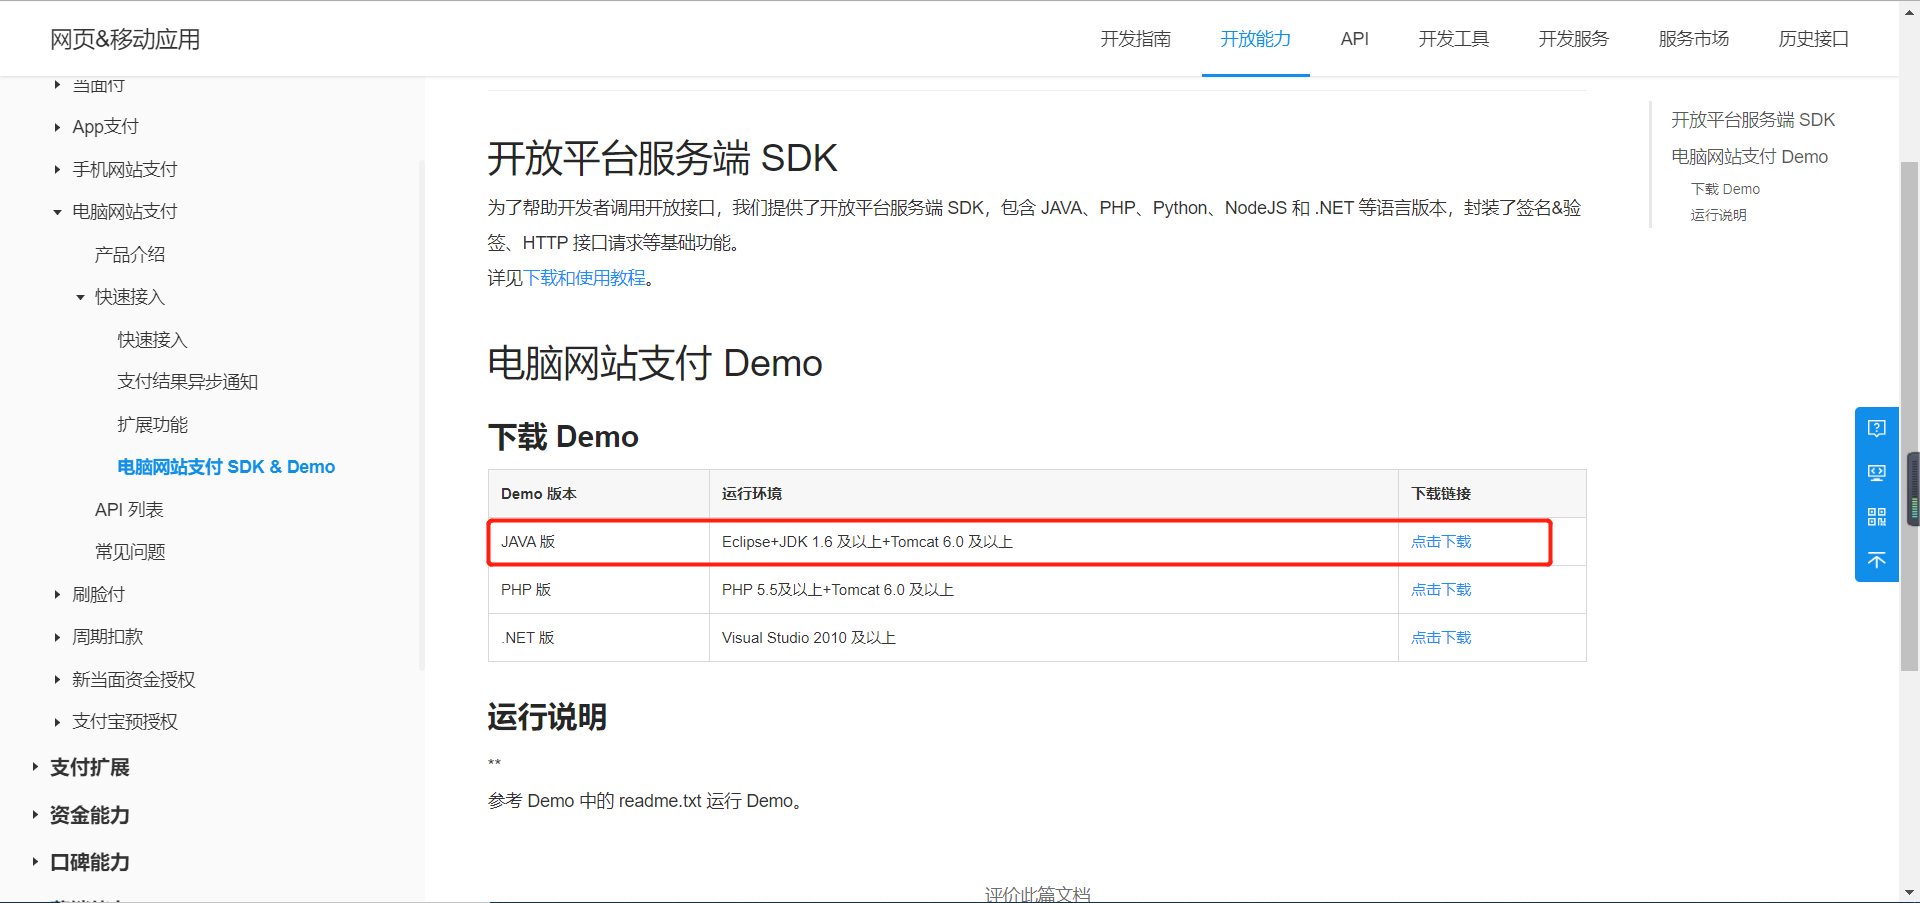 网页&移动应用
开发指南
开放能力
API
开发工具
开发服务
服务市场
历史接口
当面付
App支付
手机网站支付
电脑网站支付
产品介绍
快速接入
快速接入
支付结果异步通知
扩展功能
电脑网站支付 SDK & Demo
API 列表
常见问题
刷脸付
周期扣款
新当面资金授权
支付宝预授权
支付扩展
资金能力
口碑能力
开放平台服务端 SDK
为了帮助开发者调用开放接口，我们提供了开放平台服务端 SDK，包含 JAVA、PHP、Python、NodeJS 和 .NET 等语言版本，封装了签名&验
签、HTTP 接口请求等基础功能。
详见下载和使用教程。
电脑网站支付 Demo
下载 Demo
Demo 版本 运行环境 下载链接
JAVA 版 Eclipse+JDK 1.6 及以上+Tomcat 6.0 及以上 点击下载
PHP 版 PHP 5.5及以上+Tomcat 6.0 及以上 点击下载
.NET 版 Visual Studio 2010 及以上 点击下载
运行说明
**
参考 Demo 中的 readme.txt 运行 Demo。
评价此篇文档
开放平台服务端 SDK
电脑网站支付 Demo
下载 Demo
运行说明